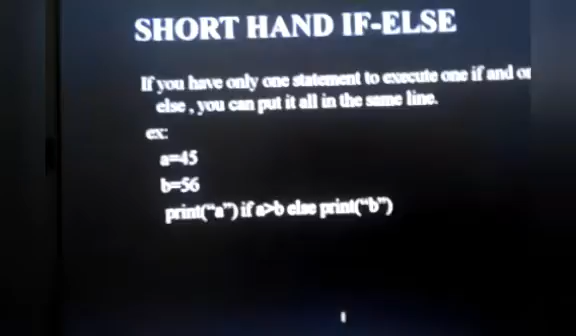 SHORT HAND IF-ELSE
If you have only one statement to execute one if and
else , you can put it all in the same line.
ex:
a=45
b=56
print("a") if a>b else print("b")